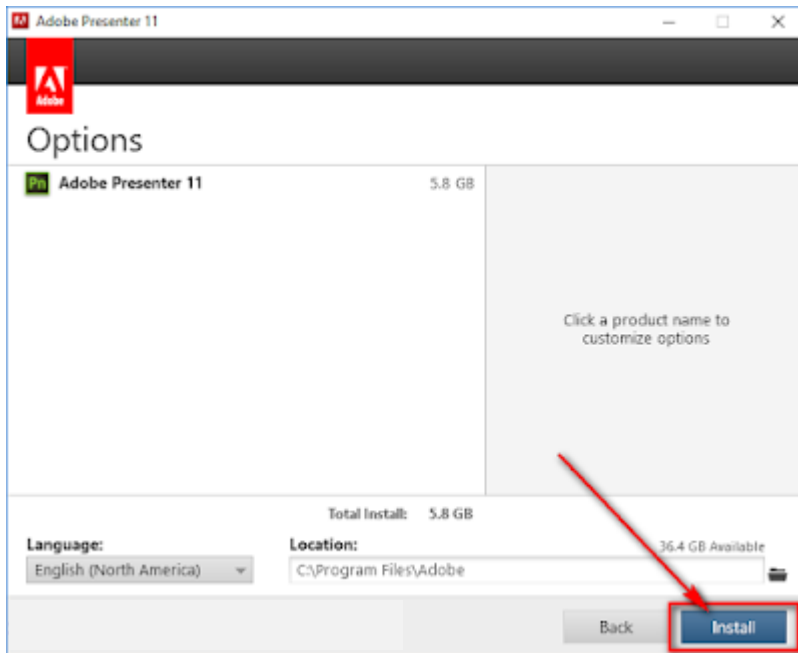 Adobe Presenter 11
Adobe
Options
Pn Adobe Presenter 11 5.8 GB
Click a product name to
customize options
Total Install: 5.8 GB
Language: Location: 36.4 GB Available
English (North America) C:\Program Files\Adobe
Back Install